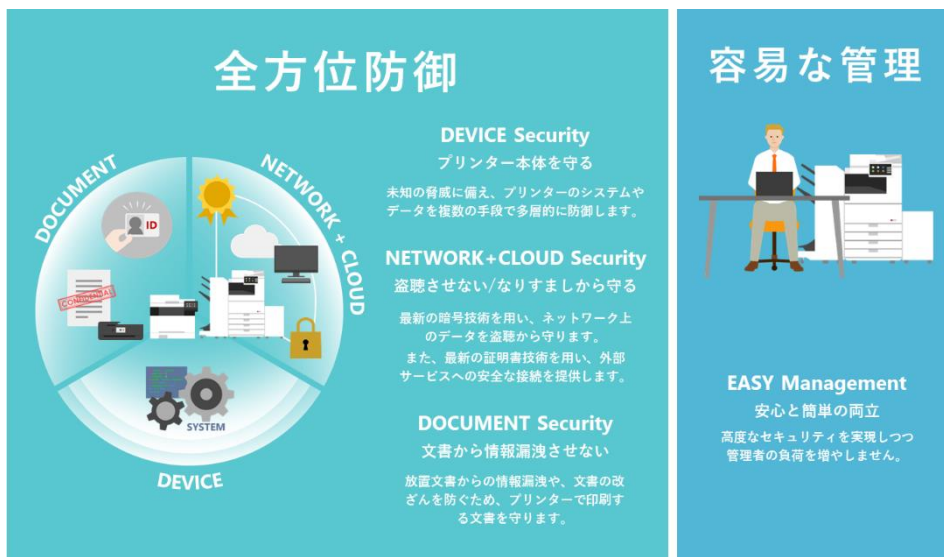 全方位防御
DOCUMENT
NETWORK + CLOUD
ID
CONFIDENTIAL
SYSTEM
DEVICE
DEVICE Security
プリンター本体を守る
未知の脅威に備え、プリンターのシステムや
データを複数の手段で多層的に防御します。
NETWORK+CLOUD Security
盗聴させない/なりすましから守る
最新の暗号技術を用い、ネットワーク上
のデータを盗聴から守ります。
また、最新の証明書技術を用い、外部
サービスへの安全な接続を提供します。
DOCUMENT Security
文書から情報漏洩させない
放置文書からの情報漏洩や、文書の改
ざんを防ぐため、プリンターで印刷す
る文書を守ります。
容易な管理
EASY Management
安心と簡単の両立
高度なセキュリティを実現しつつ
管理者の負荷を増やしません。